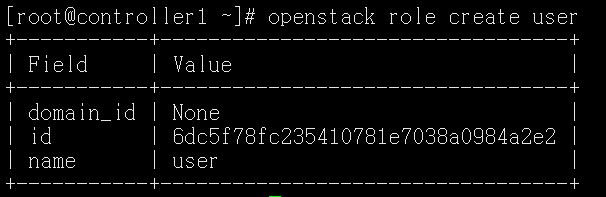 [root@controller1 ~]# openstack role create user
+-----------+----------------------------------+
| Field     | Value                            |
+-----------+----------------------------------+
| domain_id | None                             |
| id        | 6dc5f78fc235410781e7038a0984a2e2 |
| name      | user                             |
+-----------+----------------------------------+